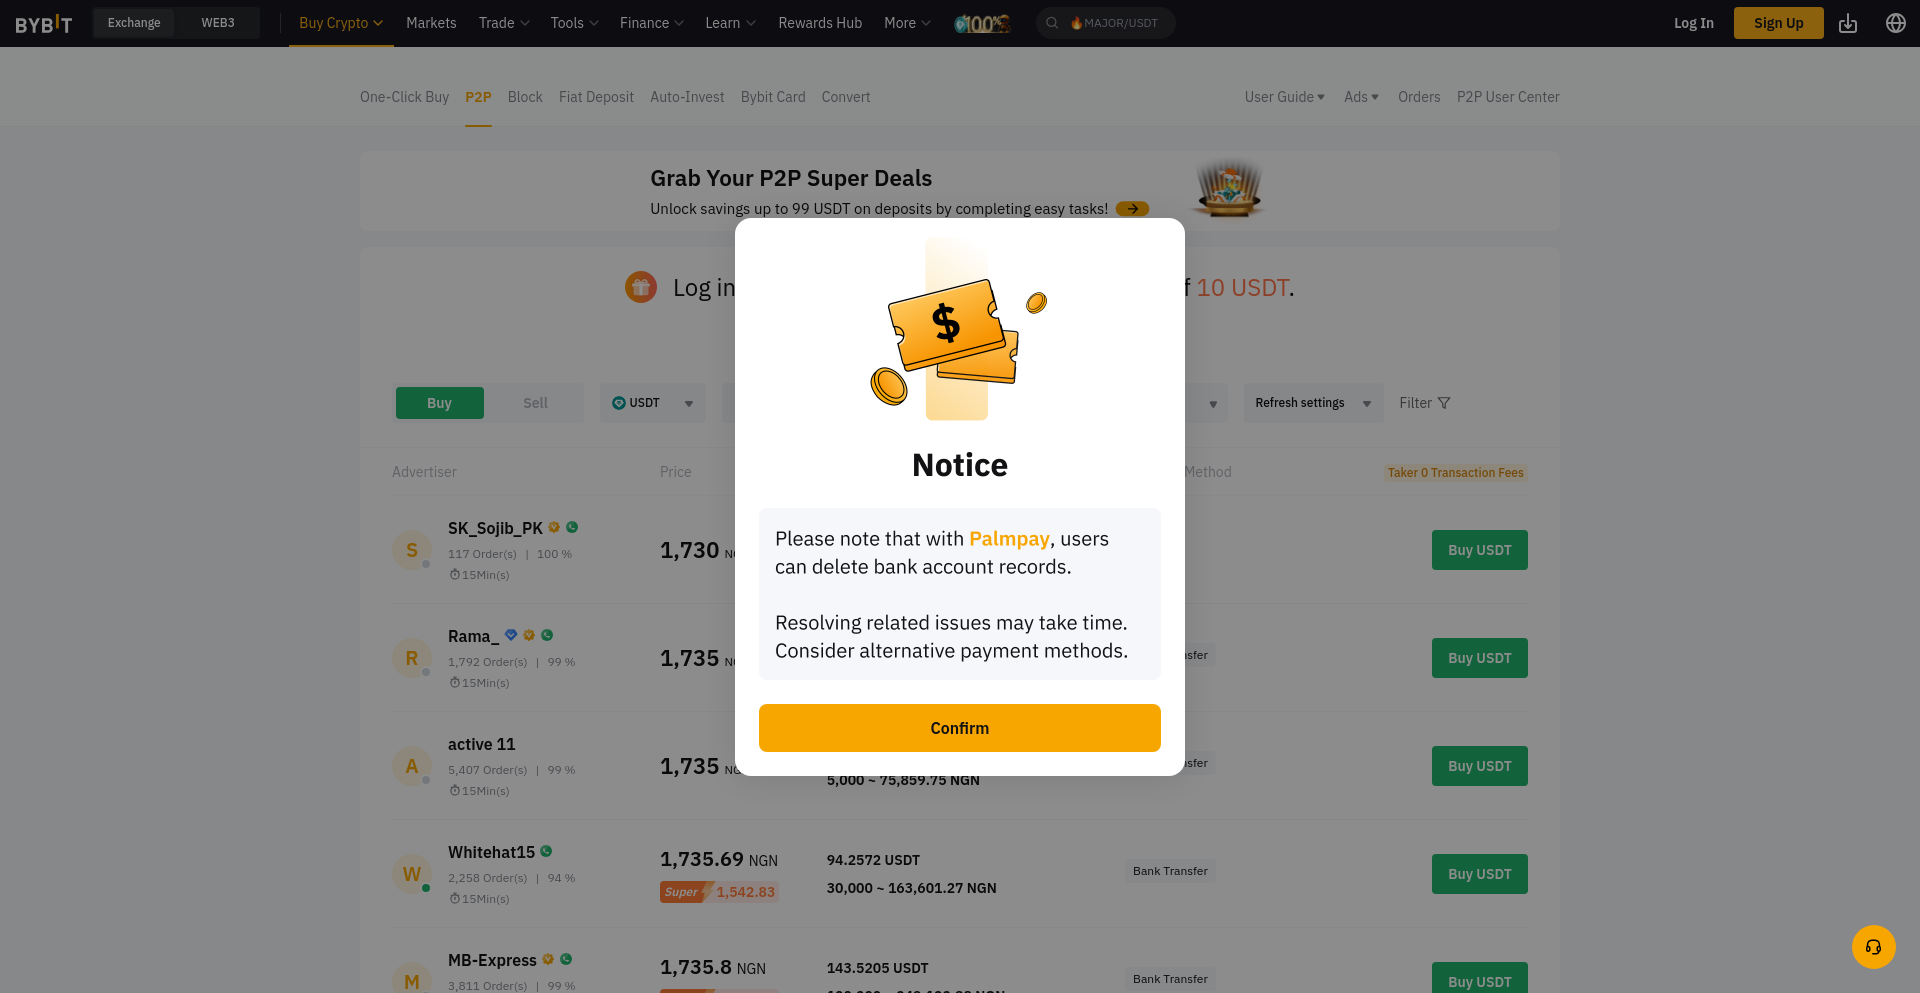 BYBIT Exchange WEB3 Buy Crypto Markets Trade Tools Finance Learn Rewards Hub More 100% MAJOR/USDT Log In Sign Up
One-Click Buy P2P Block Fiat Deposit Auto-Invest Bybit Card Convert User Guide Ads Orders P2P User Center
Grab Your P2P Super Deals
Unlock savings up to 99 USDT on deposits by completing easy tasks!
Log in
10 USDT.
Buy Sell USDT Refresh settings Filter
Advertiser Price Method Taker 0 Transaction Fees
$
Notice
Please note that with Palmpay, users
can delete bank account records.
Resolving related issues may take time.
Consider alternative payment methods.
Confirm
S SK_Sojib_PK
117 Order(s) | 100 %
15Min(s)
1,730
Buy USDT
R Rama_
1,792 Order(s) | 99 %
15Min(s)
1,735
Buy USDT
A active 11
5,407 Order(s) | 99 %
15Min(s)
1,735
5,000 ~ 75,859.75 NGN
Buy USDT
W Whitehat15
2,258 Order(s) | 94 %
15Min(s)
1,735.69 NGN
Super 1,542.83
94.2572 USDT
30,000 ~ 163,601.27 NGN
Bank Transfer
Buy USDT
M MB-Express
3,811 Order(s) | 99 %
1,735.8 NGN
143.5205 USDT
Bank Transfer
Buy USDT